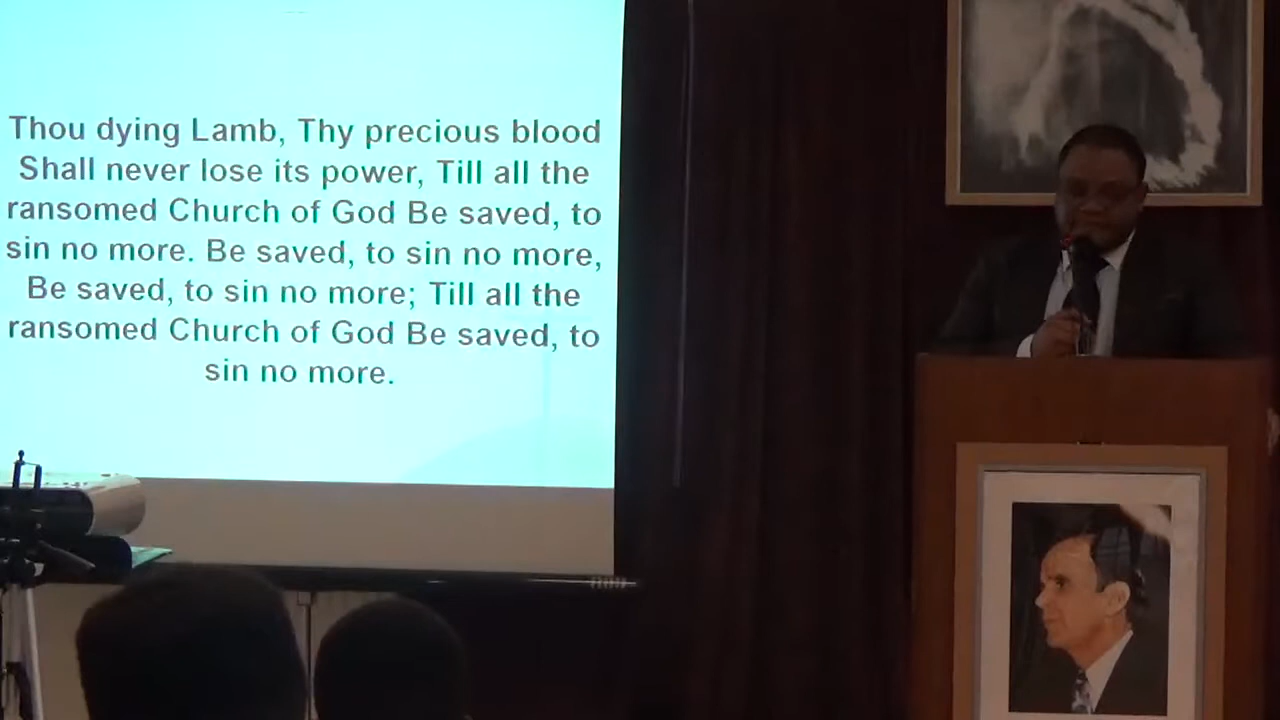 Thou dying Lamb, Thy precious blood
Shall never lose its power, Till all the
ransomed Church of God Be saved, to
sin no more. Be saved, to sin no more,
Be saved, to sin no more; Till all the
ransomed Church of God Be saved, to
sin no more.